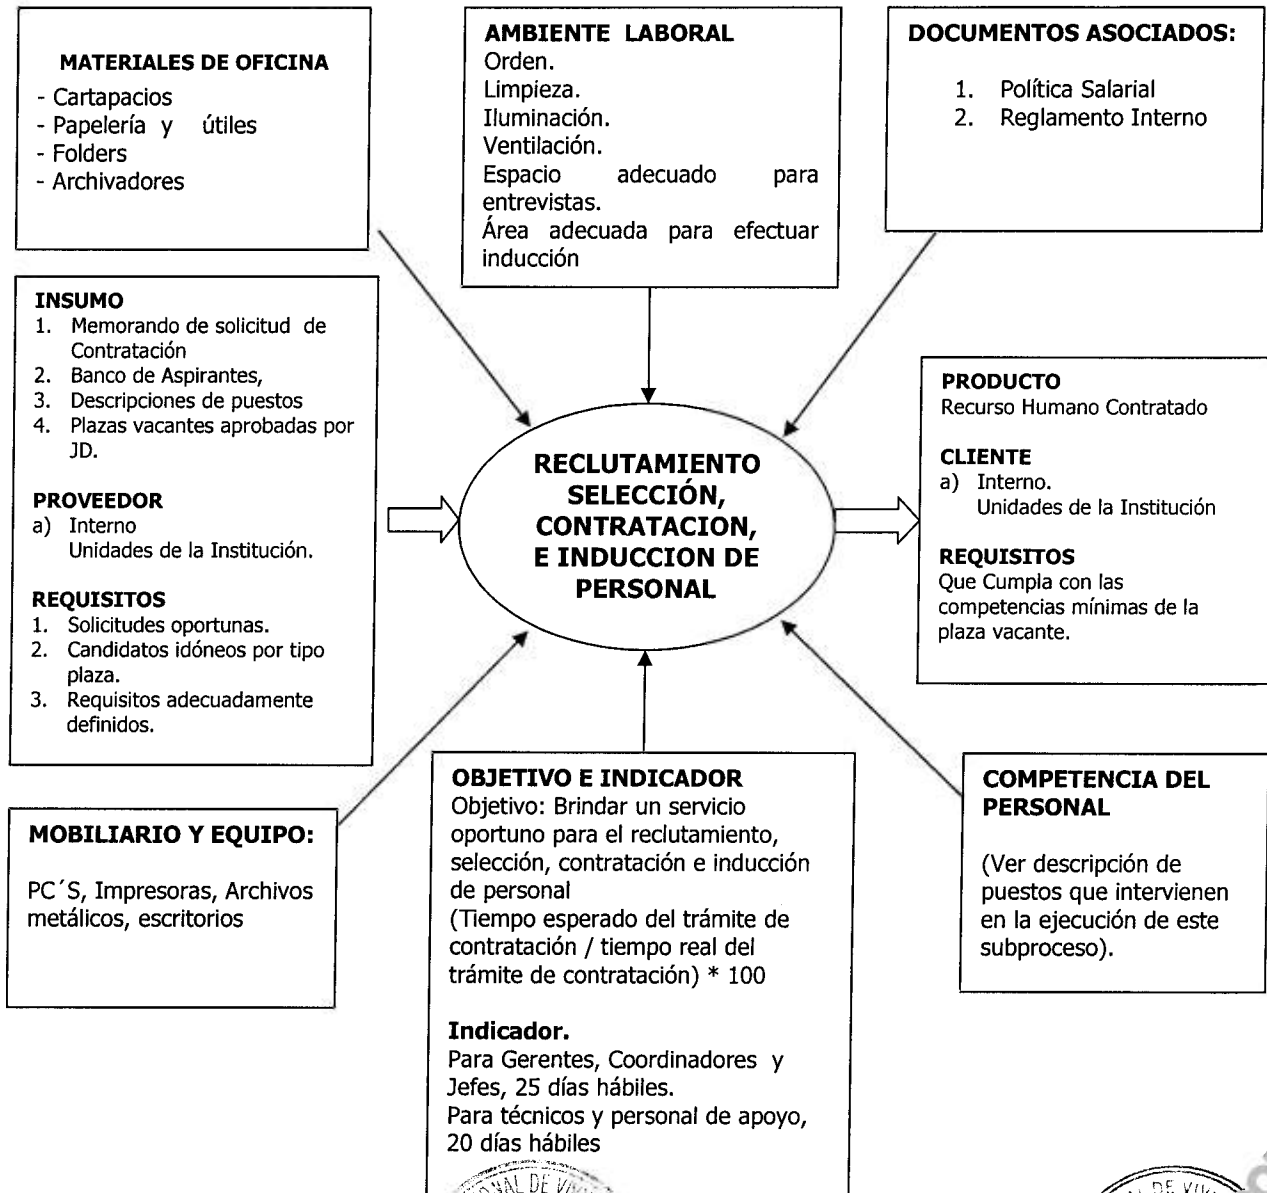 MATERIALES DE OFICINA
- Cartapacios
- Papelería y útiles
- Folders
- Archivadores
AMBIENTE LABORAL
Orden.
Limpieza.
Iluminación.
Ventilación.
Espacio adecuado para
entrevistas.
Área adecuada para efectuar
inducción
DOCUMENTOS ASOCIADOS:
1. Política Salarial
2. Reglamento Interno
INSUMO
1. Memorando de solicitud de
Contratación
2. Banco de Aspirantes,
3. Descripciones de puestos
4. Plazas vacantes aprobadas por
JD.
PROVEEDOR
a) Interno
Unidades de la Institución.
REQUISITOS
1. Solicitudes oportunas.
2. Candidatos idóneos por tipo
plaza.
3. Requisitos adecuadamente
definidos.
RECLUTAMIENTO
SELECCIÓN,
CONTRATACION,
E INDUCCION DE
PERSONAL
PRODUCTO
Recurso Humano Contratado
CLIENTE
a) Interno.
Unidades de la Institución
REQUISITOS
Que Cumpla con las
competencias mínimas de la
plaza vacante.
MOBILIARIO Y EQUIPO:
PC´S, Impresoras, Archivos
metálicos, escritorios
OBJETIVO E INDICADOR
Objetivo: Brindar un servicio
oportuno para el reclutamiento,
selección, contratación e inducción
de personal
(Tiempo esperado del trámite de
contratación / tiempo real del
trámite de contratación) * 100
Indicador.
Para Gerentes, Coordinadores y
Jefes, 25 días hábiles.
Para técnicos y personal de apoyo,
20 días hábiles
COMPETENCIA DEL
PERSONAL
(Ver descripción de
puestos que intervienen
en la ejecución de este
subproceso).